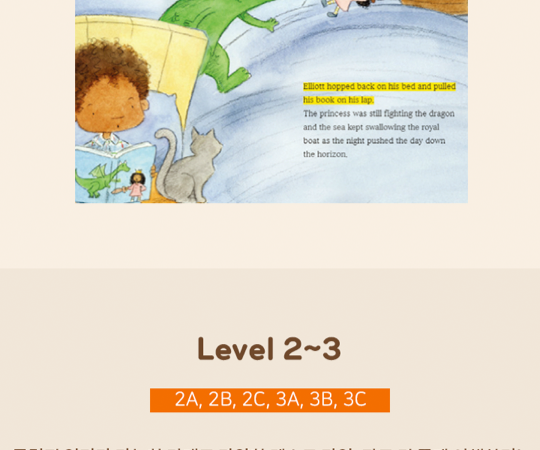 Elliott hopped back on his bed and pulled
his book on his lap.
The princess was still fighting the dragon
and the sea kept swallowing the royal
boat as the night pushed the day down
the horizon.
Level 2~3
2A, 2B, 2C, 3A, 3B, 3C